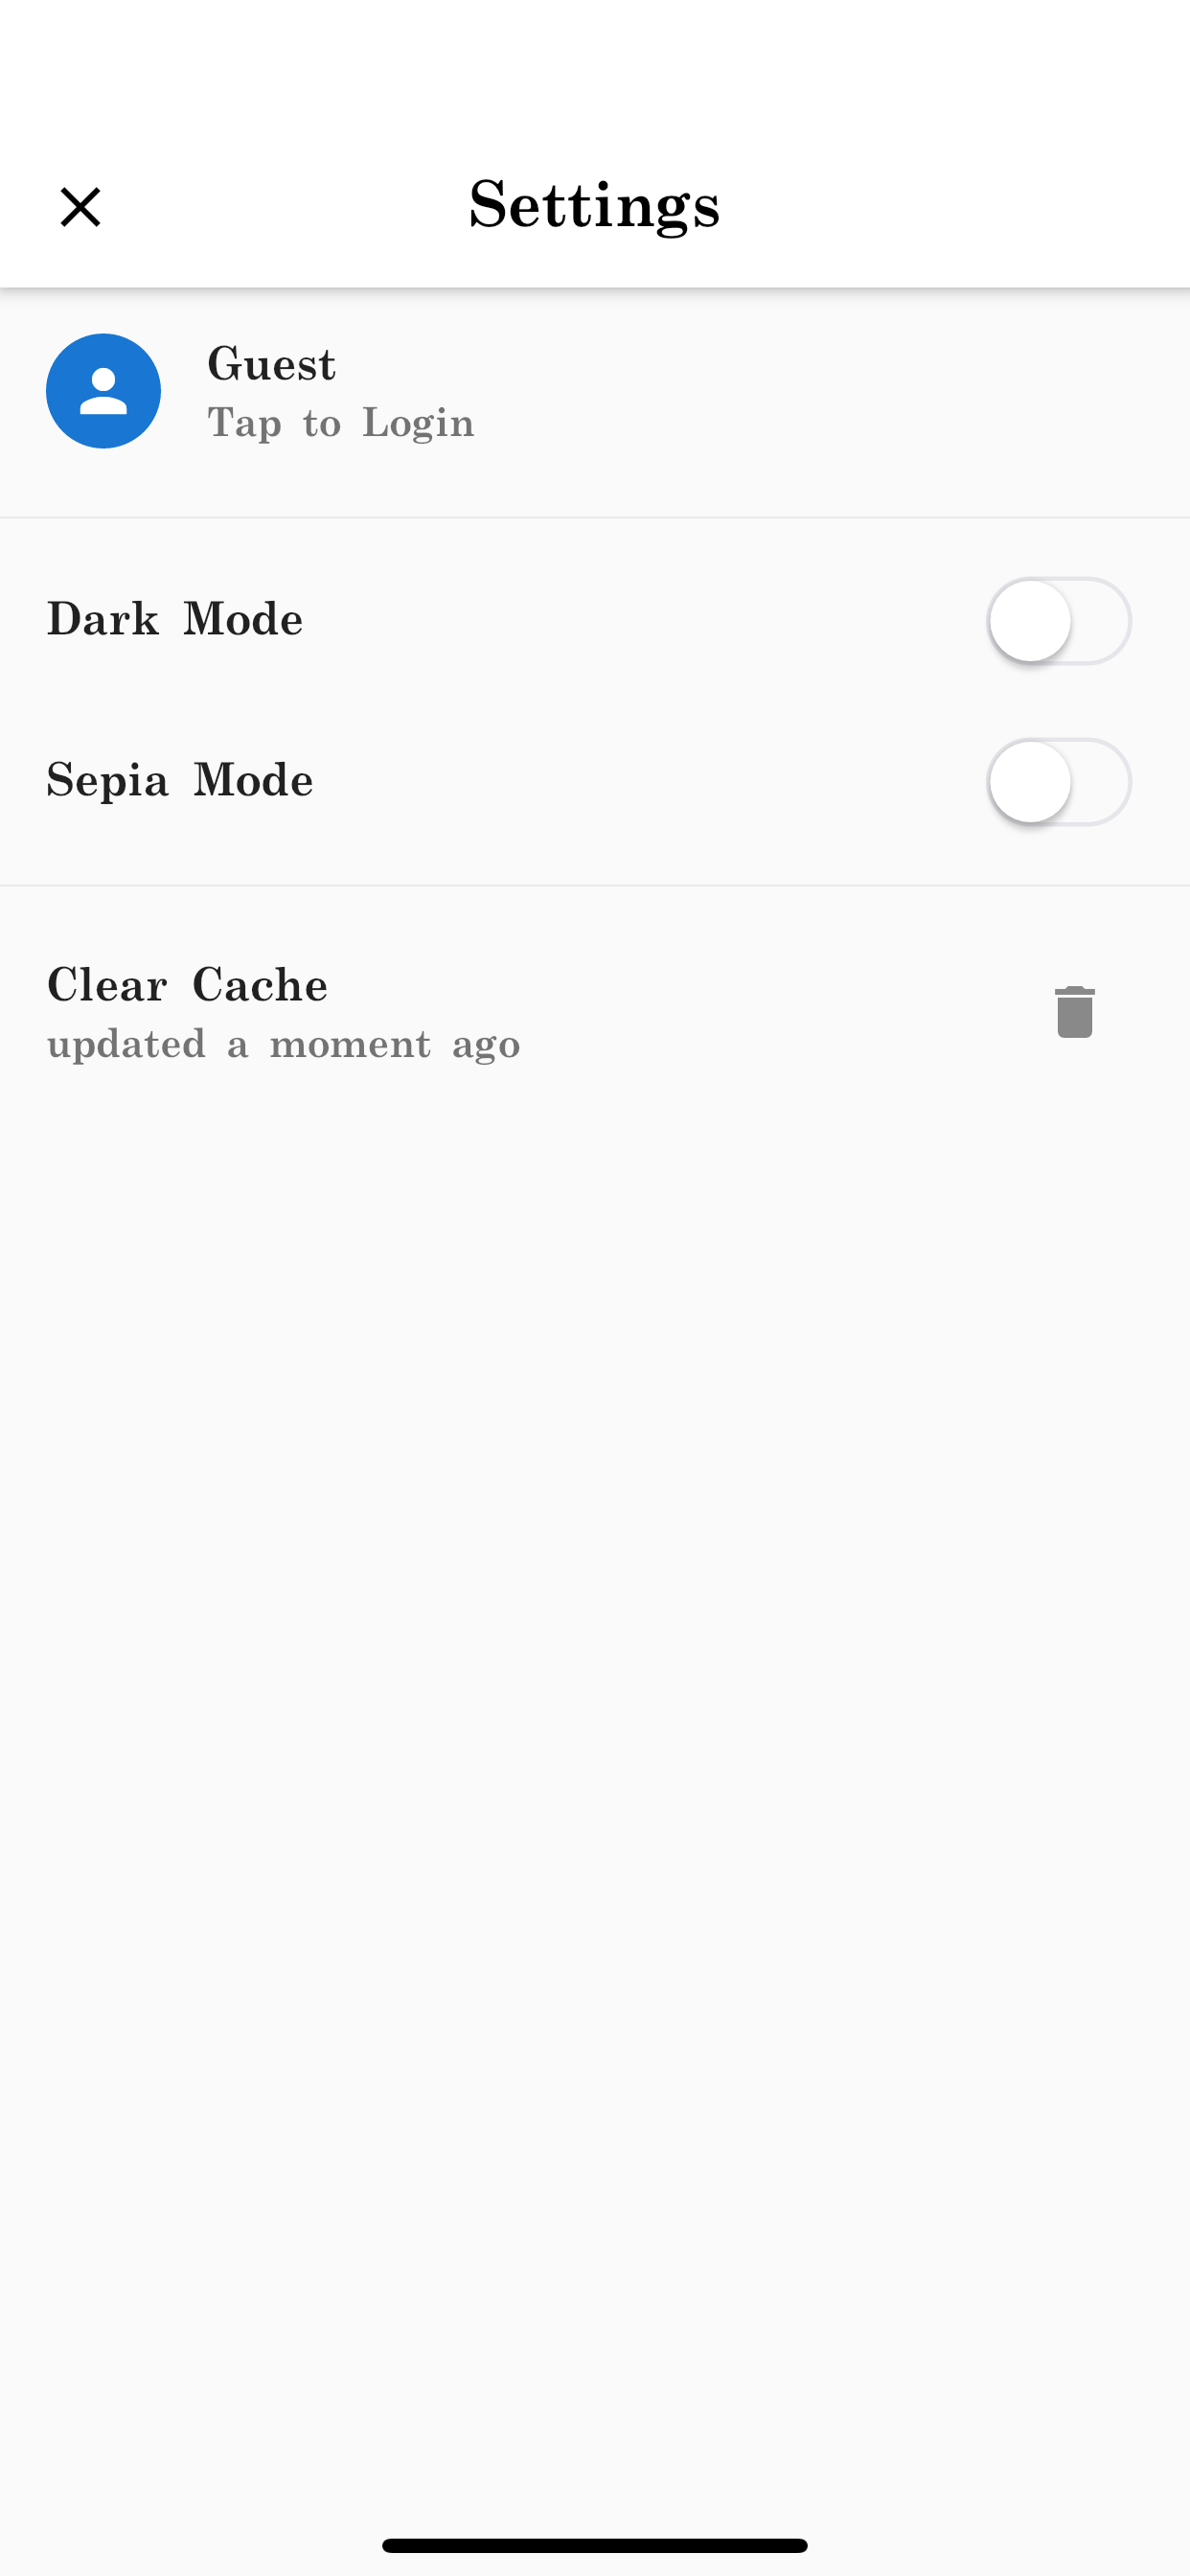 Settings
Guest
Tap to Login
Dark Mode
Sepia Mode
Clear Cache
updated a moment ago